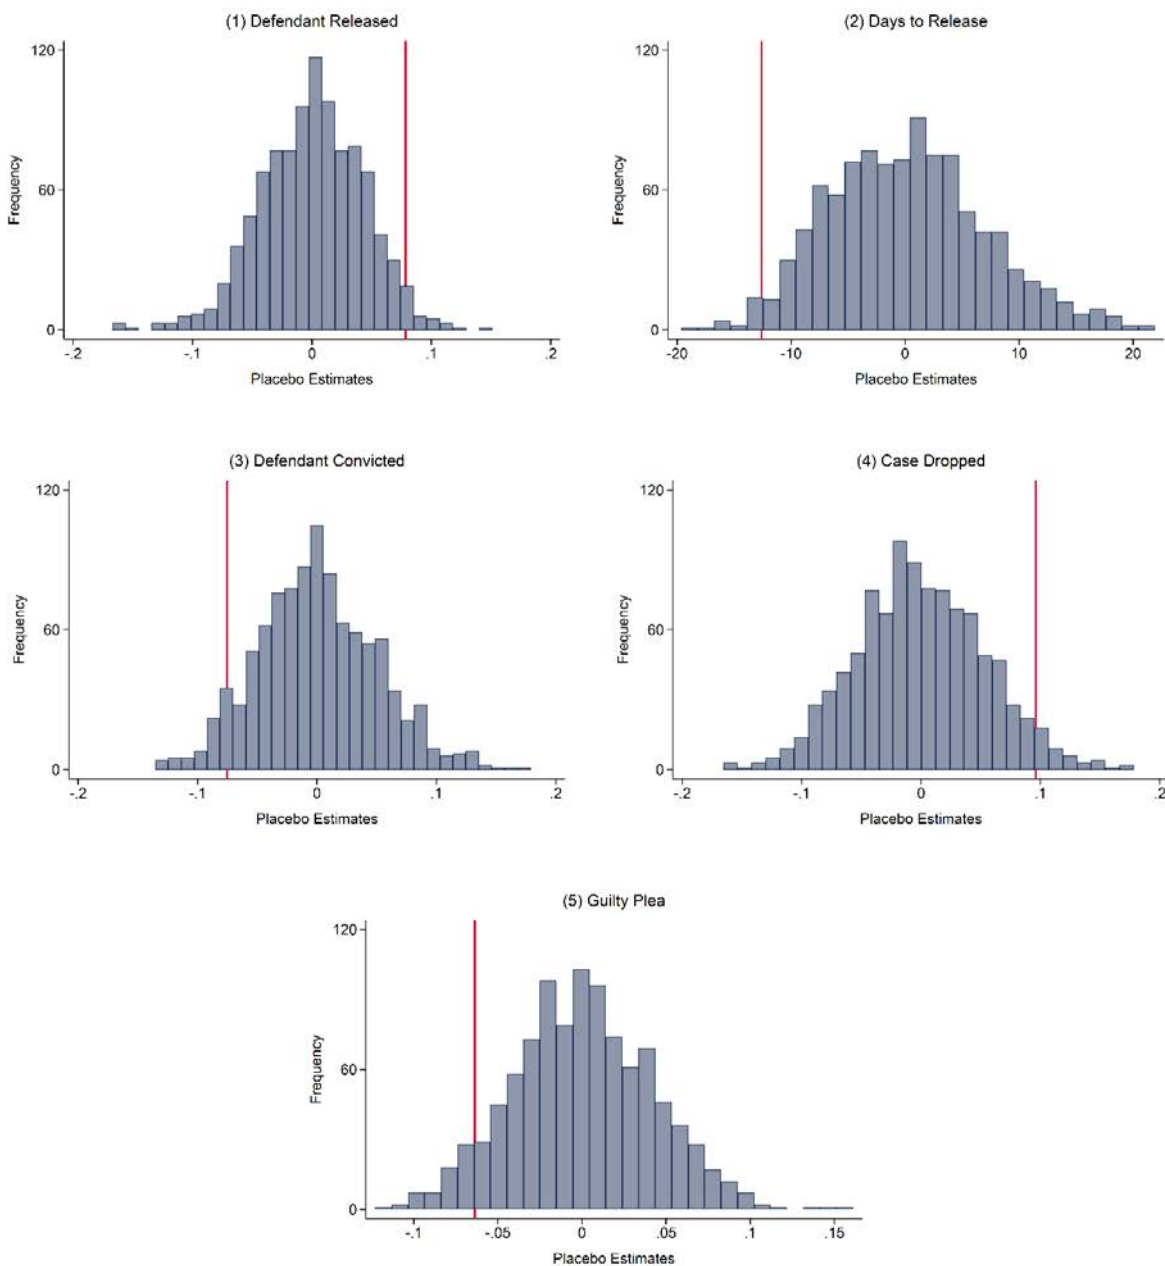 (1) Defendant Released
120
60
0
Frequency
-.2 -.1 0 .1 .2
Placebo Estimates
(2) Days to Release
120
60
0
Frequency
-20 -10 0 10 20
Placebo Estimates
(3) Defendant Convicted
120
60
0
Frequency
-.2 -.1 0 .1 .2
Placebo Estimates
(4) Case Dropped
120
60
0
Frequency
-.2 -.1 0 .1 .2
Placebo Estimates
(5) Guilty Plea
120
60
0
Frequency
-.1 -.05 0 .05 .1 .15
Placebo Estimates